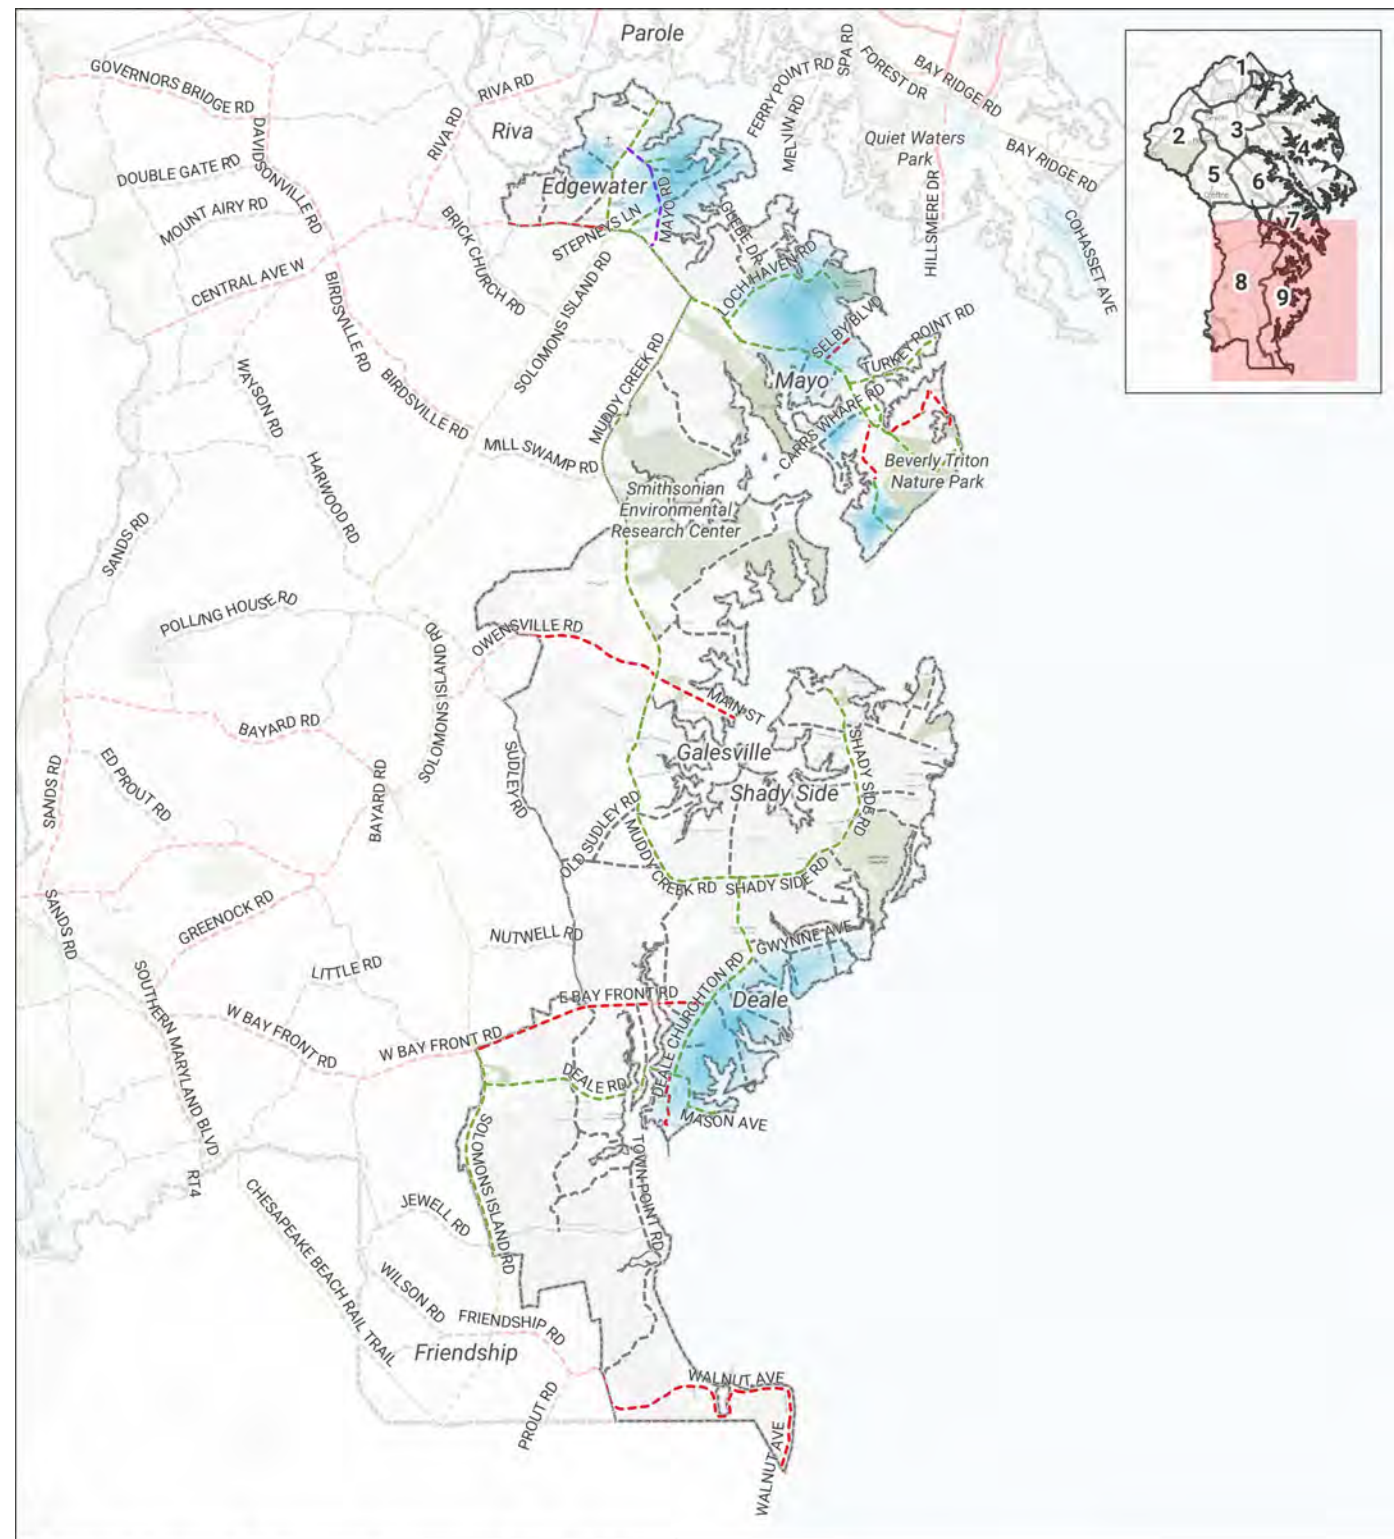 Parole
GOVERNORS BRIDGE RD
DAVIDSONVILLE RD
RIVA RD
RIVA RD
Riva
FERRY POINT RD
SPA RD
FOREST DR
BAY RIDGE RD
MELVIN RD
Quiet Waters
Park
BAY RIDGE RD
1
2
3
4
5
6
7
8
9
DOUBLE GATE RD
MOUNT AIRY RD
Edgewater
MAYO RD
STEPNEYS LN
GLEBE DR
HILLSMERE DR
COHASSET AVE
CENTRAL AVE W
BRICK CHURCH RD
BIRDSVILLE RD
SOLOMONS ISLAND RD
LOCH HAVEN RD
SELBY BLVD
TURKEY POINT RD
Mayo
WAYSON RD
BIRDSVILLE RD
MUDDY CREEK RD
CARRS WHARF RD
MILL SWAMP RD
Beverly Triton
Nature Park
HARWOOD RD
Smithsonian
Environmental
Research Center
SANDS RD
POLLING HOUSE RD
SOLOMONS ISLAND RD
OWENSVILLE RD
MAIN ST
BAYARD RD
SUDLEY RD
Galesville
SHADY SIDE RD
ED PROUT RD
SANDS RD
BAYARD RD
Shady Side
OLD SUDLEY RD
MUDDY CREEK RD
SHADY SIDE RD
SANDS RD
GREENOCK RD
NUTWELL RD
GWYNNE AVE
LITTLE RD
SOUTHERN MARYLAND BLVD
E BAY FRONT RD
DEALE CHURCHTON RD
Deale
W BAY FRONT RD
W BAY FRONT RD
DEALE RD
MASON AVE
SOLOMONS ISLAND RD
TOWN POINT RD
RT4
CHESAPEAKE BEACH RAIL TRAIL
JEWELL RD
WILSON RD
FRIENDSHIP RD
Friendship
WALNUT AVE
PROUT RD
WALNUT AVE